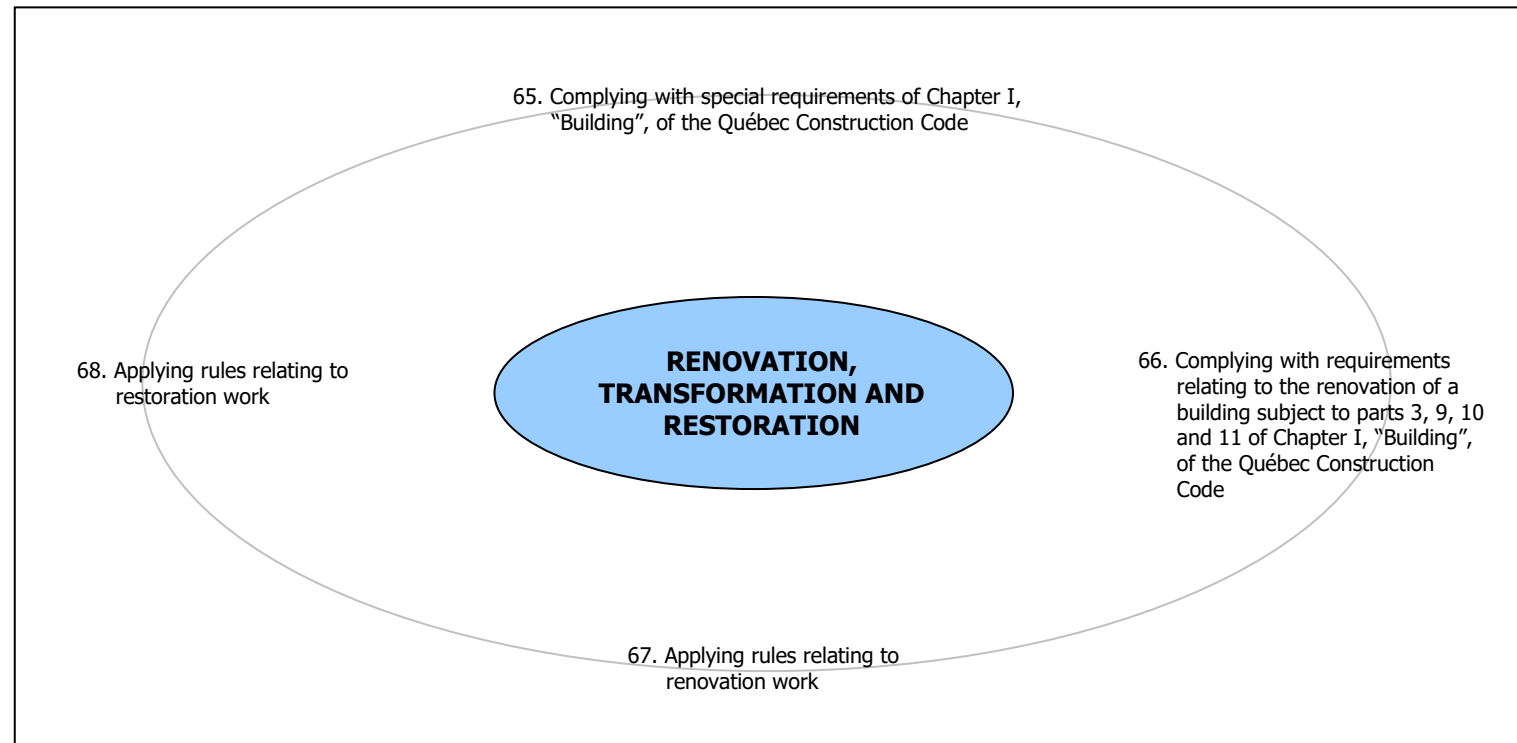 65. Complying with special requirements of Chapter I,
“Building”, of the Québec Construction Code
68. Applying rules relating to
restoration work
RENOVATION,
TRANSFORMATION AND
RESTORATION
66. Complying with requirements
relating to the renovation of a
building subject to parts 3, 9, 10
and 11 of Chapter I, “Building”,
of the Québec Construction
Code
67. Applying rules relating to
renovation work